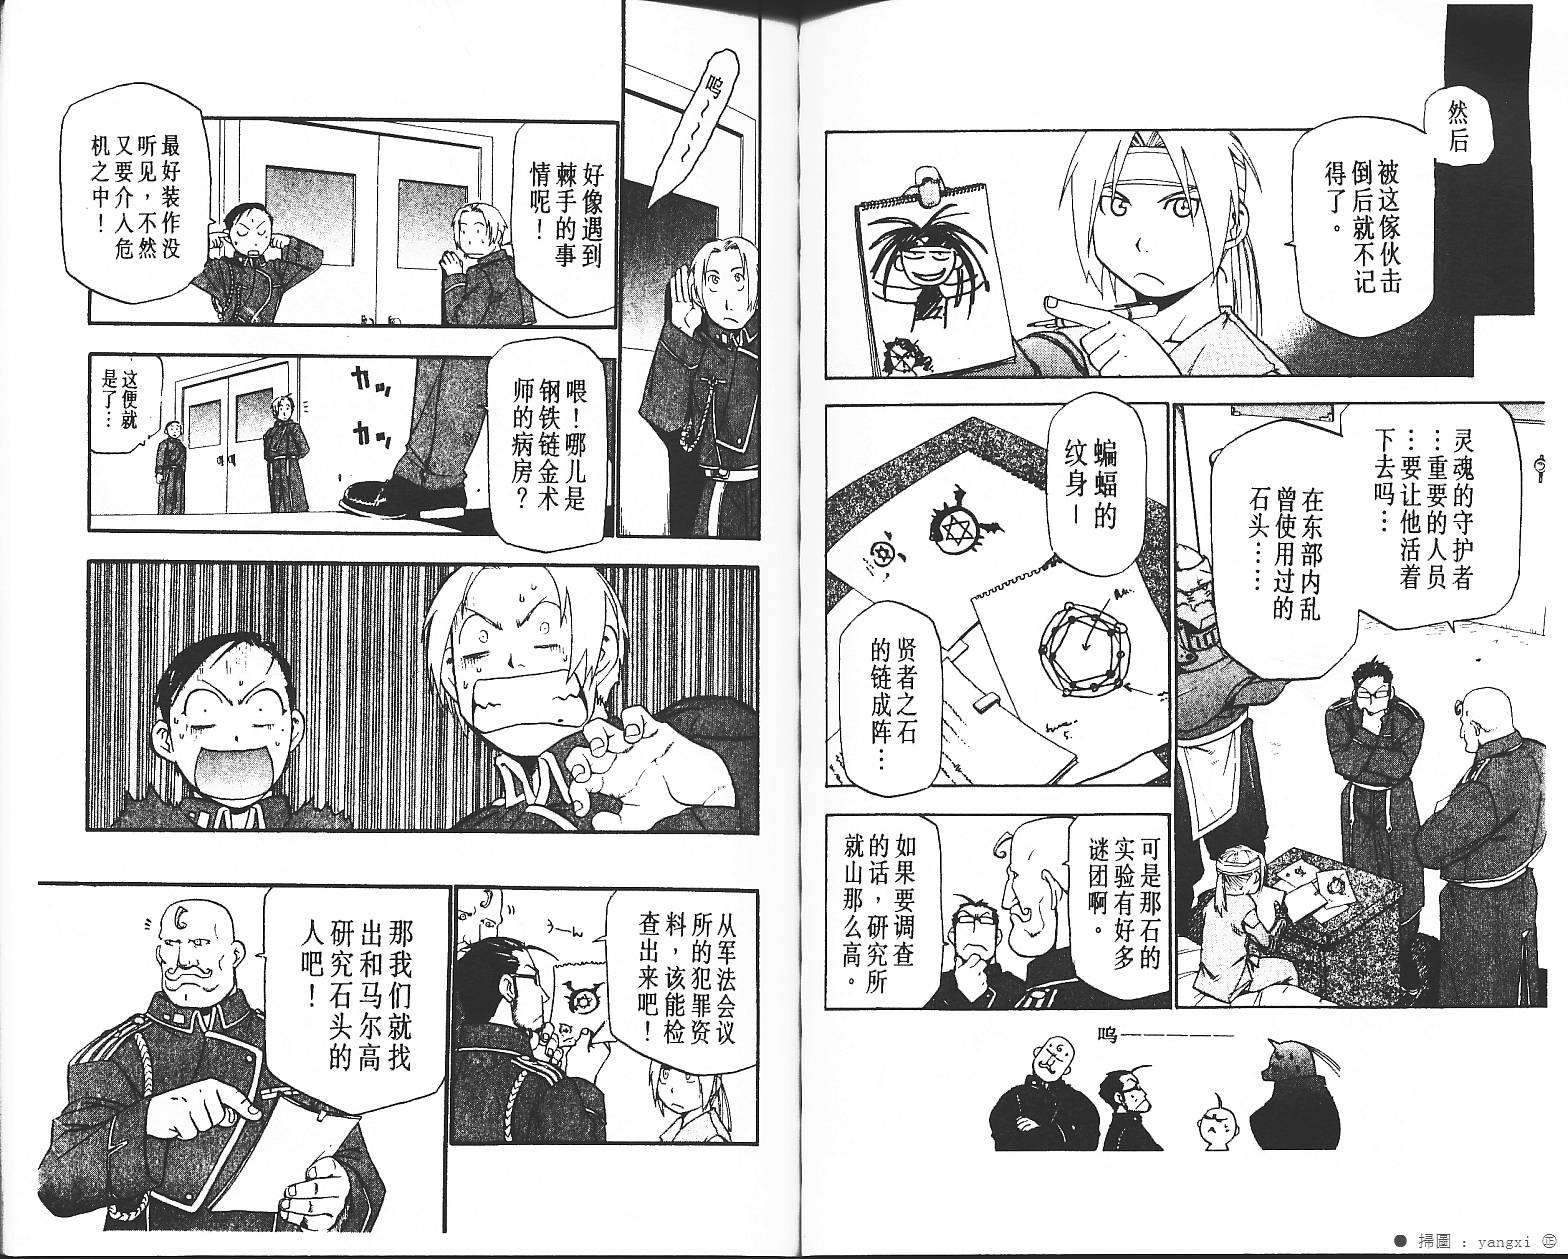 然后
被这傢伙击
倒后就不记
得了。
灵魂的守护者
…重要的人员
…要让他活着
下去吗…
在东部内乱
曾使用过的
石头……
蝙蝠的
纹身－
贤者之石
的链成阵…
可是那石的
实验有好多
谜团啊。
如果要调查
的话，研究所
就山那么高。
呜—————
呜～～～
好像遇到
棘手的事
情呢！
最好装作没
听见，不然
又要介入危
机之中！
喂！哪儿是
钢铁链金术
师的病房？
カッ
カッ
这便就
是了…
从军法会议
所的犯罪资
料，该能检
查出来吧！
那我们就找
出和马尔高
研究石头的
人吧！
● 掃圖 : yangxi ㊣